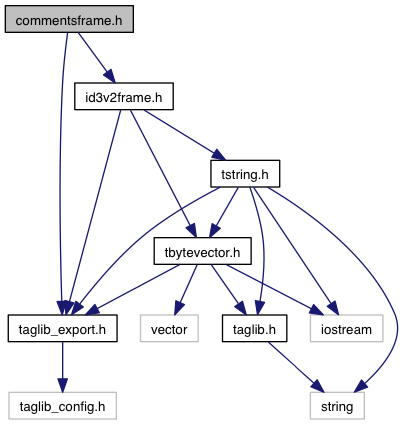 commentsframe.h
id3v2frame.h
tstring.h
tbytevector.h
taglib_export.h
vector
taglib.h
iostream
taglib_config.h
string